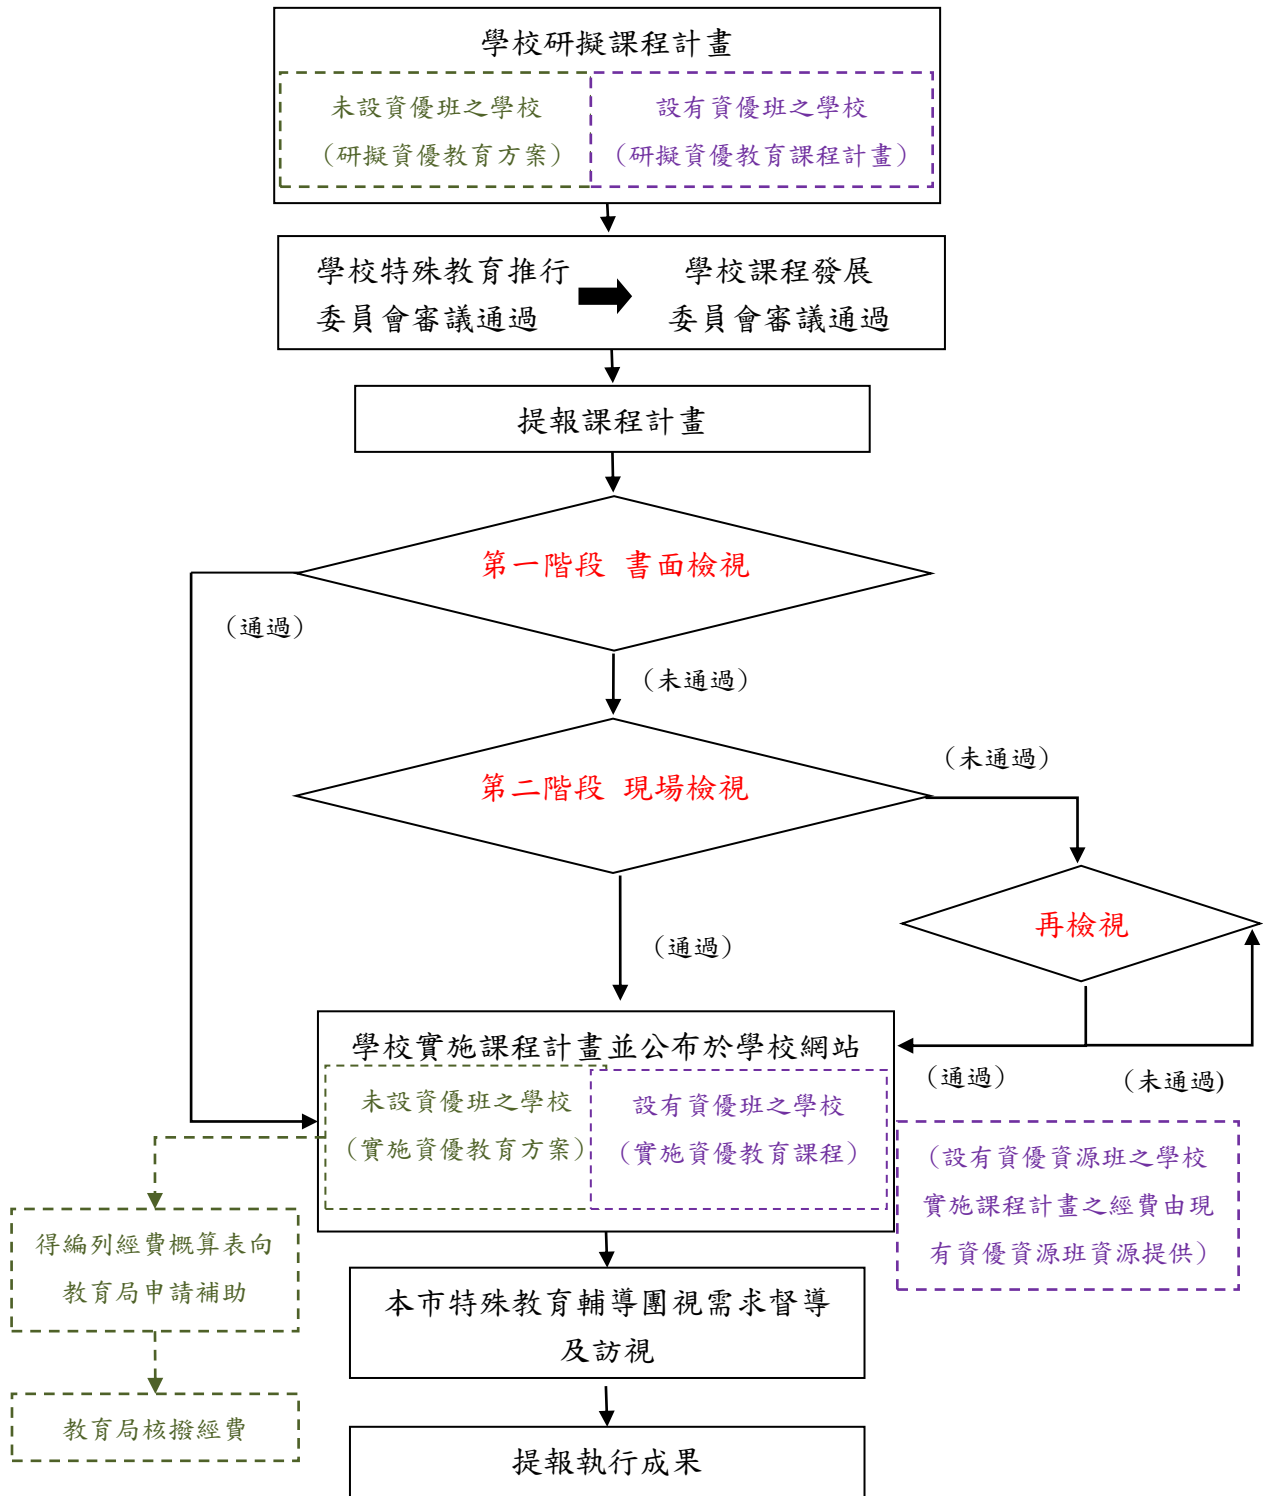 學校研擬課程計畫
未設資優班之學校
（研擬資優教育方案）
設有資優班之學校
（研擬資優教育課程計畫）
學校特殊教育推行
委員會審議通過
學校課程發展
委員會審議通過
提報課程計畫
第一階段 書面檢視
（通過）
（未通過）
第二階段 現場檢視
（未通過）
再檢視
（通過）
學校實施課程計畫並公布於學校網站
（通過）
（未通過）
未設資優班之學校
（實施資優教育方案）
設有資優班之學校
（實施資優教育課程）
（設有資優資源班之學校
實施課程計畫之經費由現
有資優資源班資源提供）
得編列經費概算表向
教育局申請補助
本市特殊教育輔導團視需求督導
及訪視
教育局核撥經費
提報執行成果